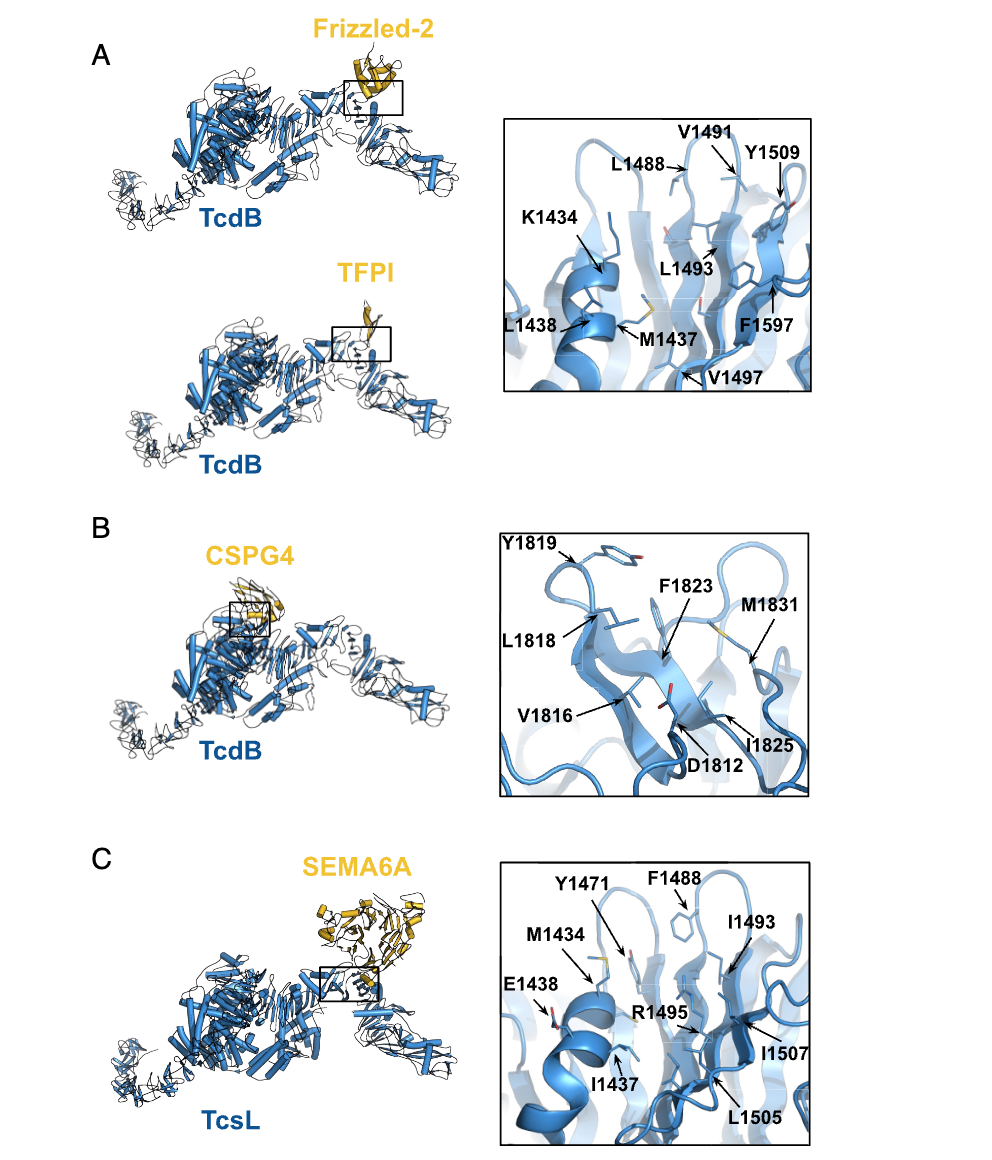 A
Frizzled-2
TcdB
TFPI
TcdB
V1491
L1488
Y1509
K1434
L1493
L1438
M1437
F1597
V1497
B
CSPG4
TcdB
Y1819
F1823
M1831
L1818
V1816
I1825
D1812
C
SEMA6A
TcsL
Y1471
F1488
I1493
M1434
E1438
R1495
I1507
I1437
L1505